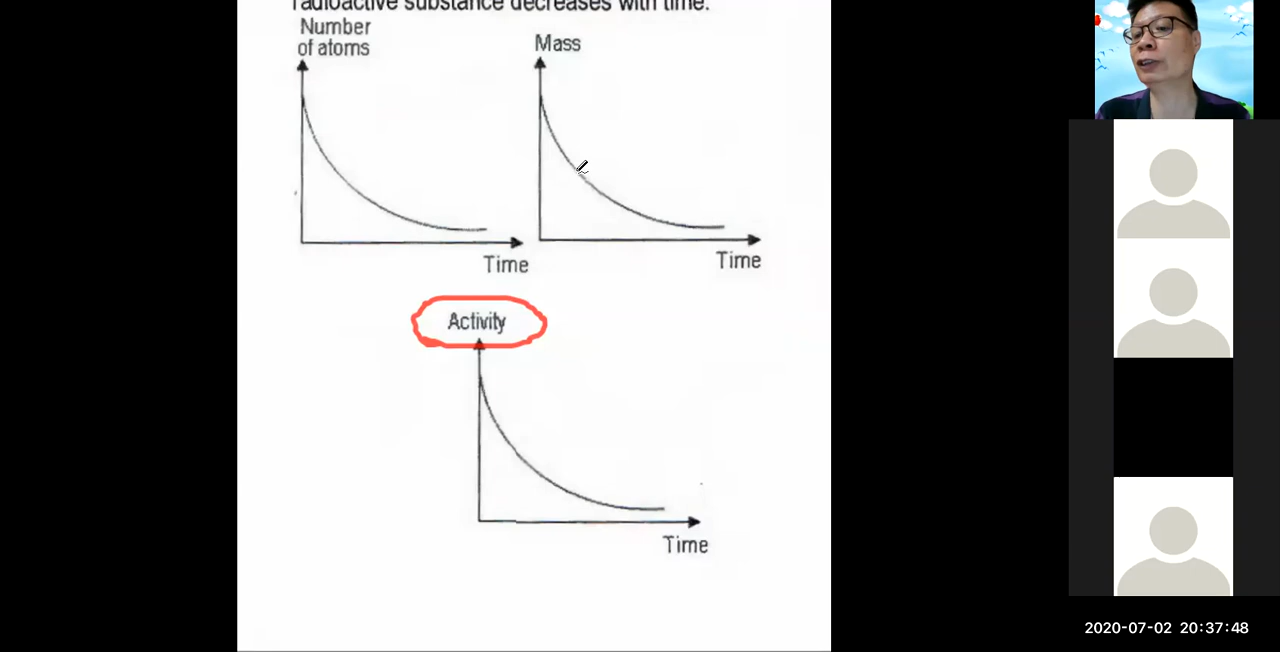 radioactive substance decreases with time.
Number
of atoms
Mass
Time
Time
Activity
Time
2020-07-02 20:37:48